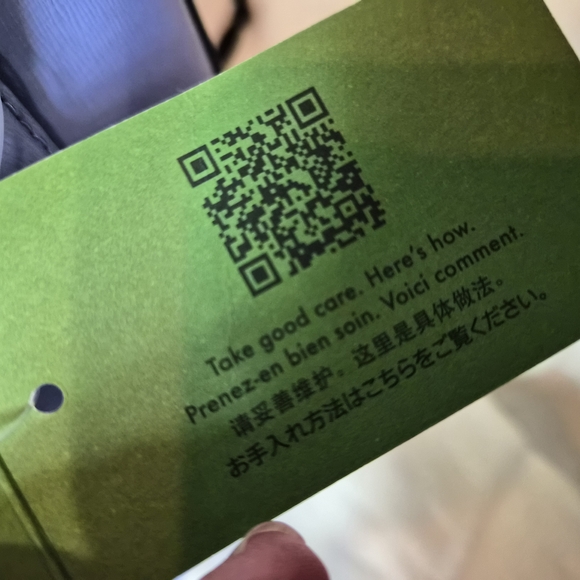 Take good care. Here's how.
Prenez-en bien soin. Voici comment.
请妥善维护。这里是具体做法。
お手入れ方法はこちらをご覧ください。